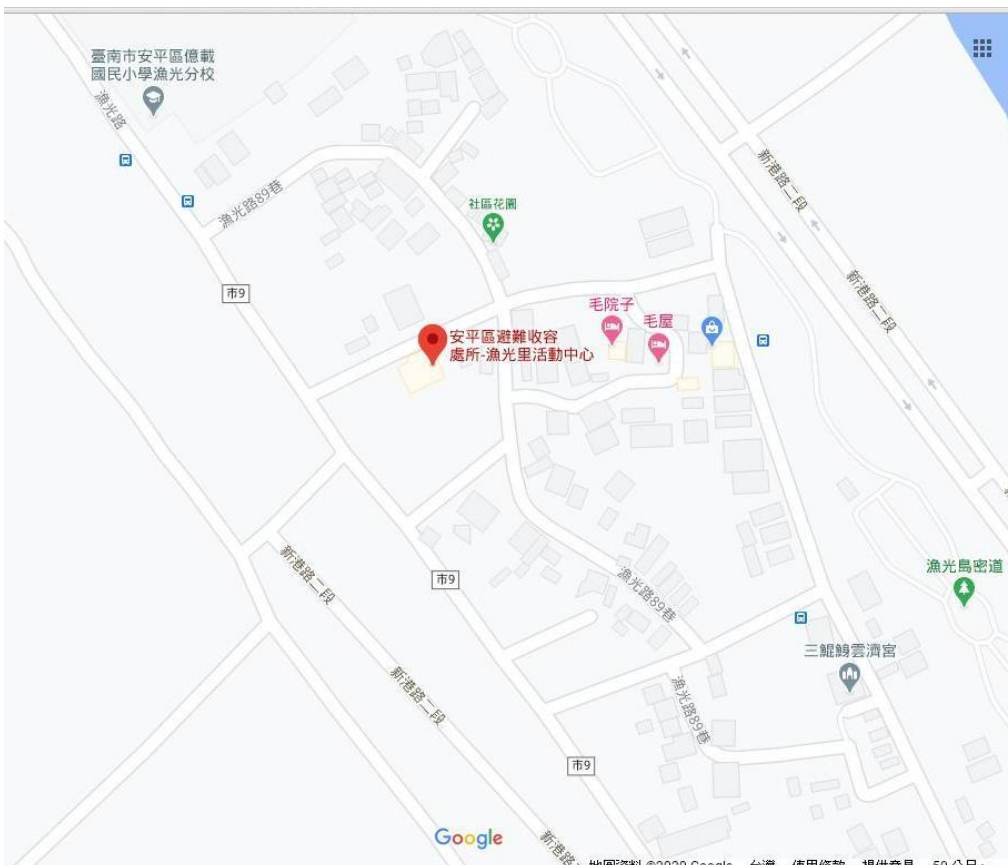 臺南市安平區億載
國民小學漁光分校
漁光路
漁光路89巷
社區花園
新港路二段
新港路二段
市9
毛院子
毛屋
安平區避難收容
處所-漁光里活動中心
新港路二段
市9
漁光路89巷
漁光島密道
三鯤鯓雲濟宮
新港路二段
漁光路89巷
市9
Google
新港路
地圖資料 ©2020 Google 台灣 使用條款 提供意見 50 公尺